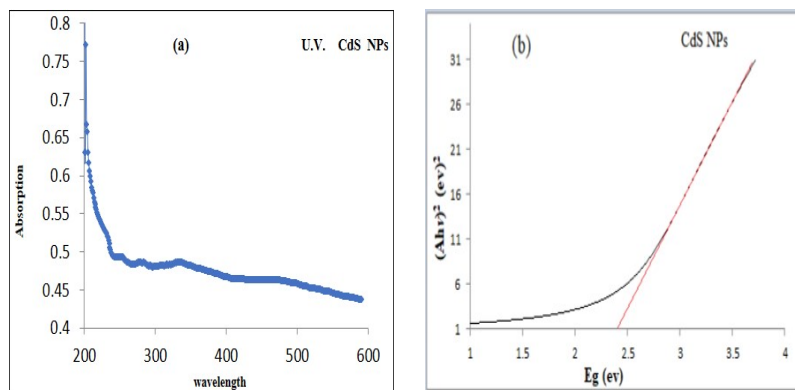 0.8
0.75
0.7
0.65
0.6
0.55
0.5
0.45
0.4
Absorption
(a)
U.V. CdS NPs
200 300 400 500 600
wavelength
(b)
CdS NPs
31
26
21
16
11
6
1
(Ahν)² (ev)²
1 1.5 2 2.5 3 3.5 4
Eg (ev)